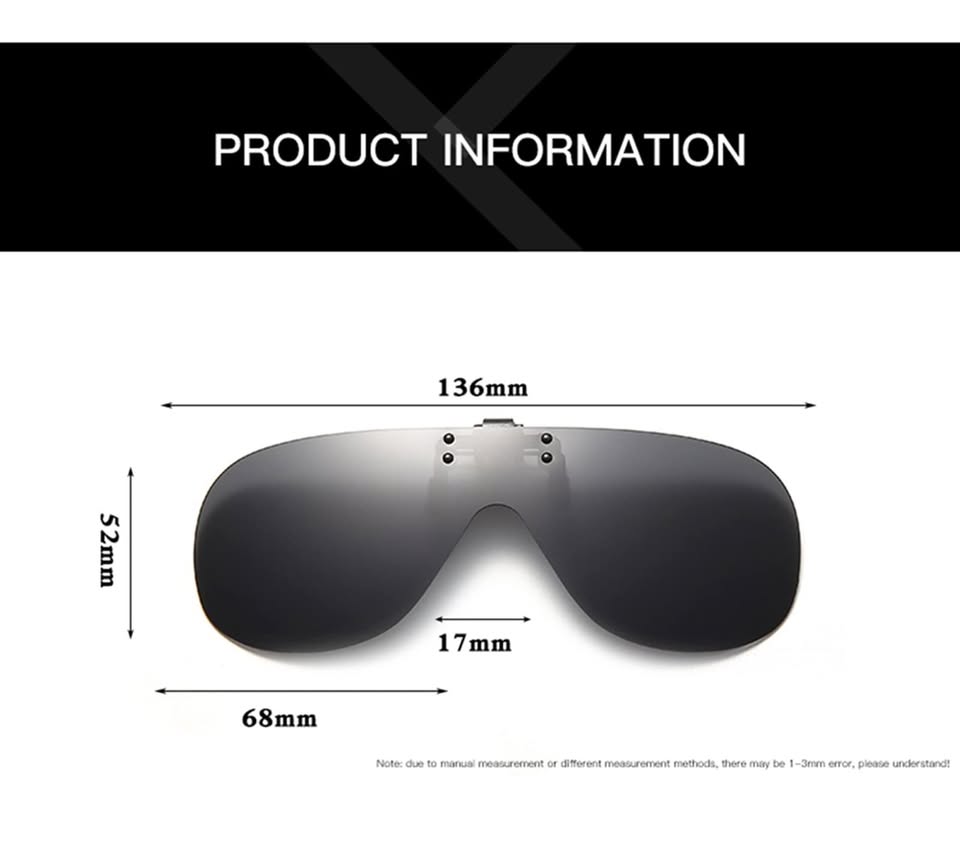 PRODUCT INFORMATION
136mm
52mm
17mm
68mm
Note: due to manual measurement or different measurement methods, there may be 1-3mm error, please understand!